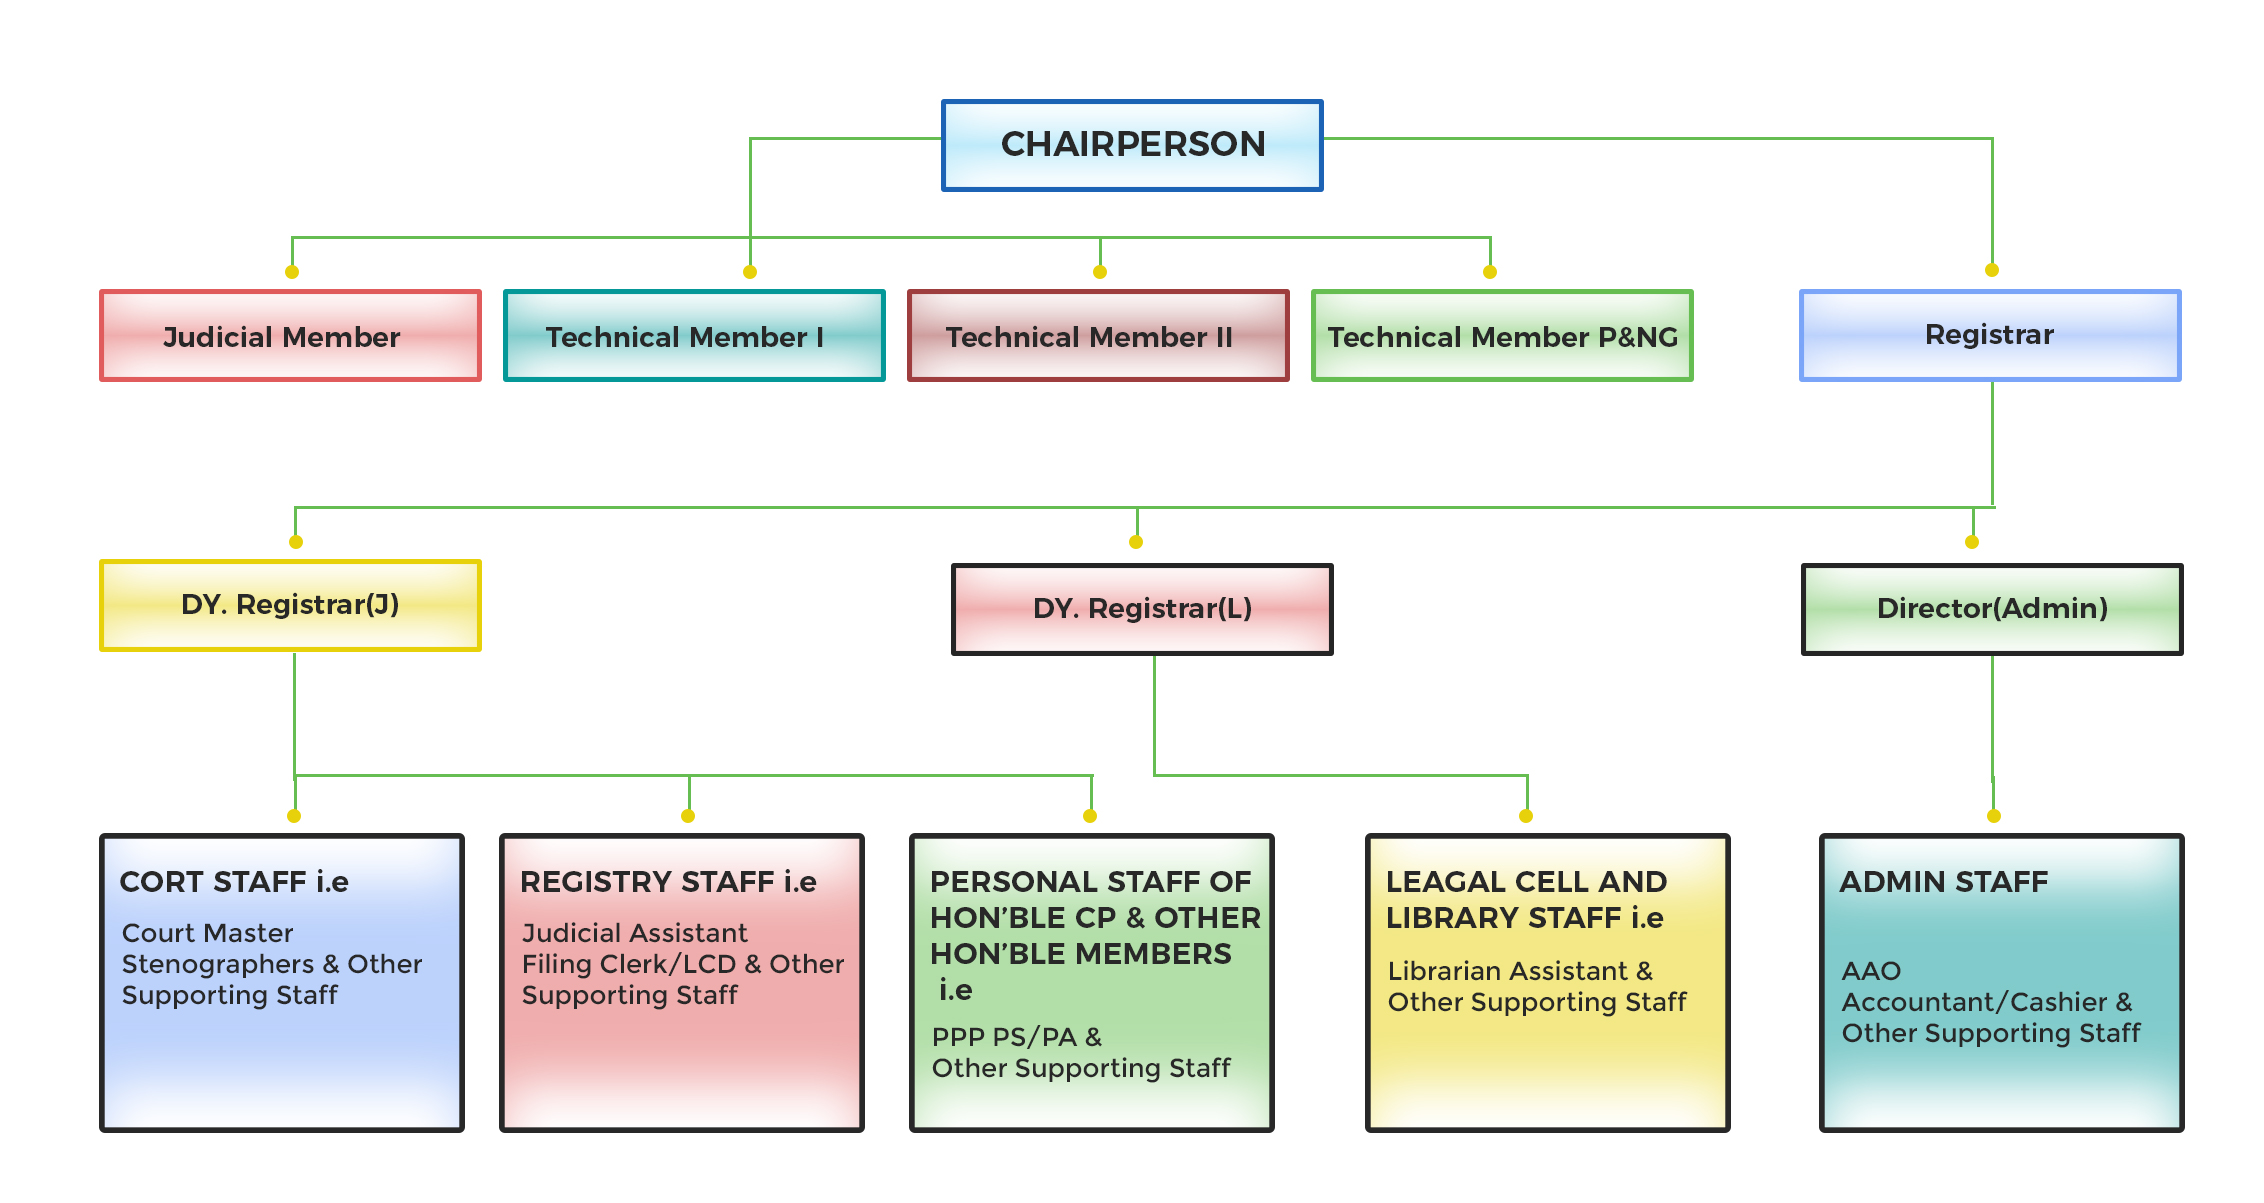 CHAIRPERSON
Judicial Member
Technical Member I
Technical Member II
Technical Member P&NG
Registrar
DY. Registrar(J)
DY. Registrar(L)
Director(Admin)
CORT STAFF i.e
Court Master
Stenographers & Other
Supporting Staff
REGISTRY STAFF i.e
Judicial Assistant
Filing Clerk/LCD & Other
Supporting Staff
PERSONAL STAFF OF
HON’BLE CP & OTHER
HON’BLE MEMBERS
i.e
PPP PS/PA &
Other Supporting Staff
LEAGAL CELL AND
LIBRARY STAFF i.e
Librarian Assistant &
Other Supporting Staff
ADMIN STAFF
AAO
Accountant/Cashier &
Other Supporting Staff